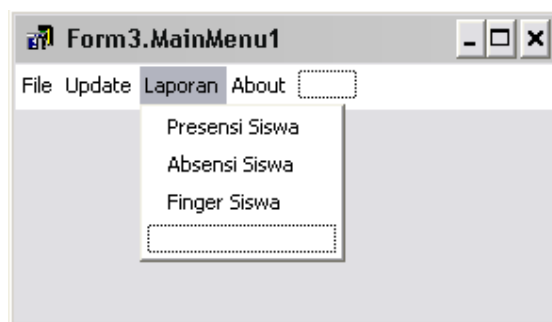 Form3.MainMenu1
File Update Laporan About
Presensi Siswa
Absensi Siswa
Finger Siswa